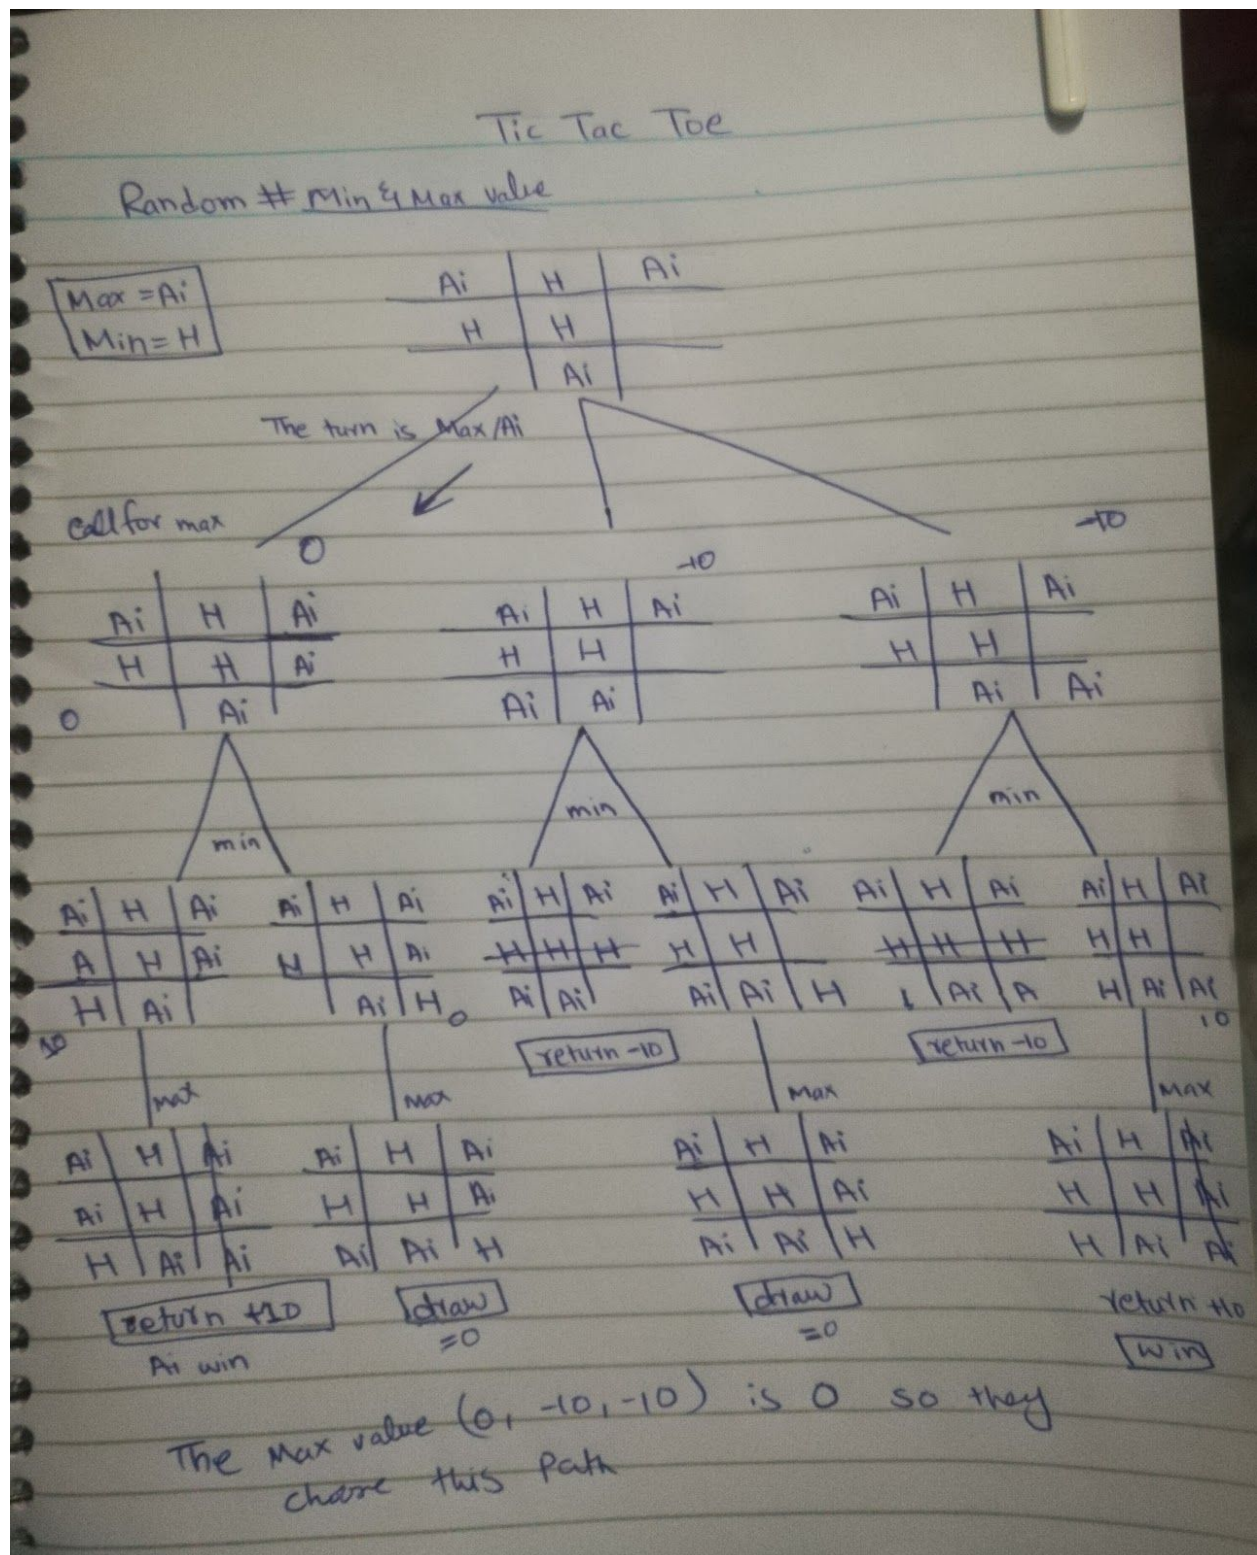 Tic Tac Toe
Random # Min & Max value
Max = Ai
Min = H
Ai H Ai
H H
Ai
The turn is Max/Ai
call for max
0 -10 -10
Ai H Ai Ai H Ai Ai H Ai
H H Ai H H H H
Ai Ai Ai Ai Ai
0
min min min
Ai H Ai Ai H Ai Ai H Ai Ai H Ai Ai H Ai Ai H Ai
A H Ai H H Ai H H H H H H H H H H
H Ai Ai H Ai Ai Ai Ai H Ai A H Ai Ai
10 0 return -10 return -10 10
max max Max Max
Ai H Ai Ai H Ai Ai H Ai Ai H Ai
Ai H Ai H H Ai H H Ai H H Ai
H Ai Ai Ai Ai H Ai Ai H H Ai Ai
return +10 draw draw return +10
Ai win =0 =0 win
The Max value (0, -10, -10) is 0 so they
chose this path